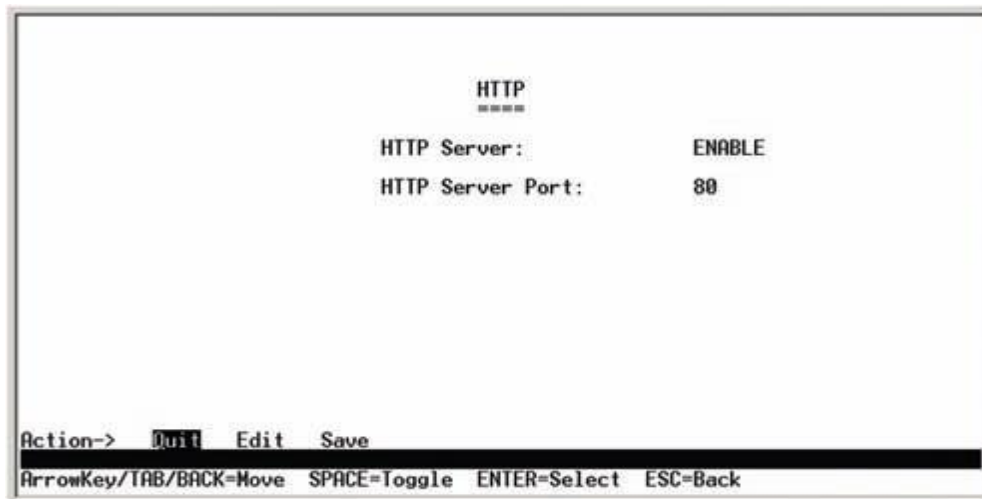 HTTP
====
HTTP Server: ENABLE
HTTP Server Port: 80
Action-> Quit Edit Save
ArrowKey/TAB/BACK=Move SPACE=Toggle ENTER=Select ESC=Back